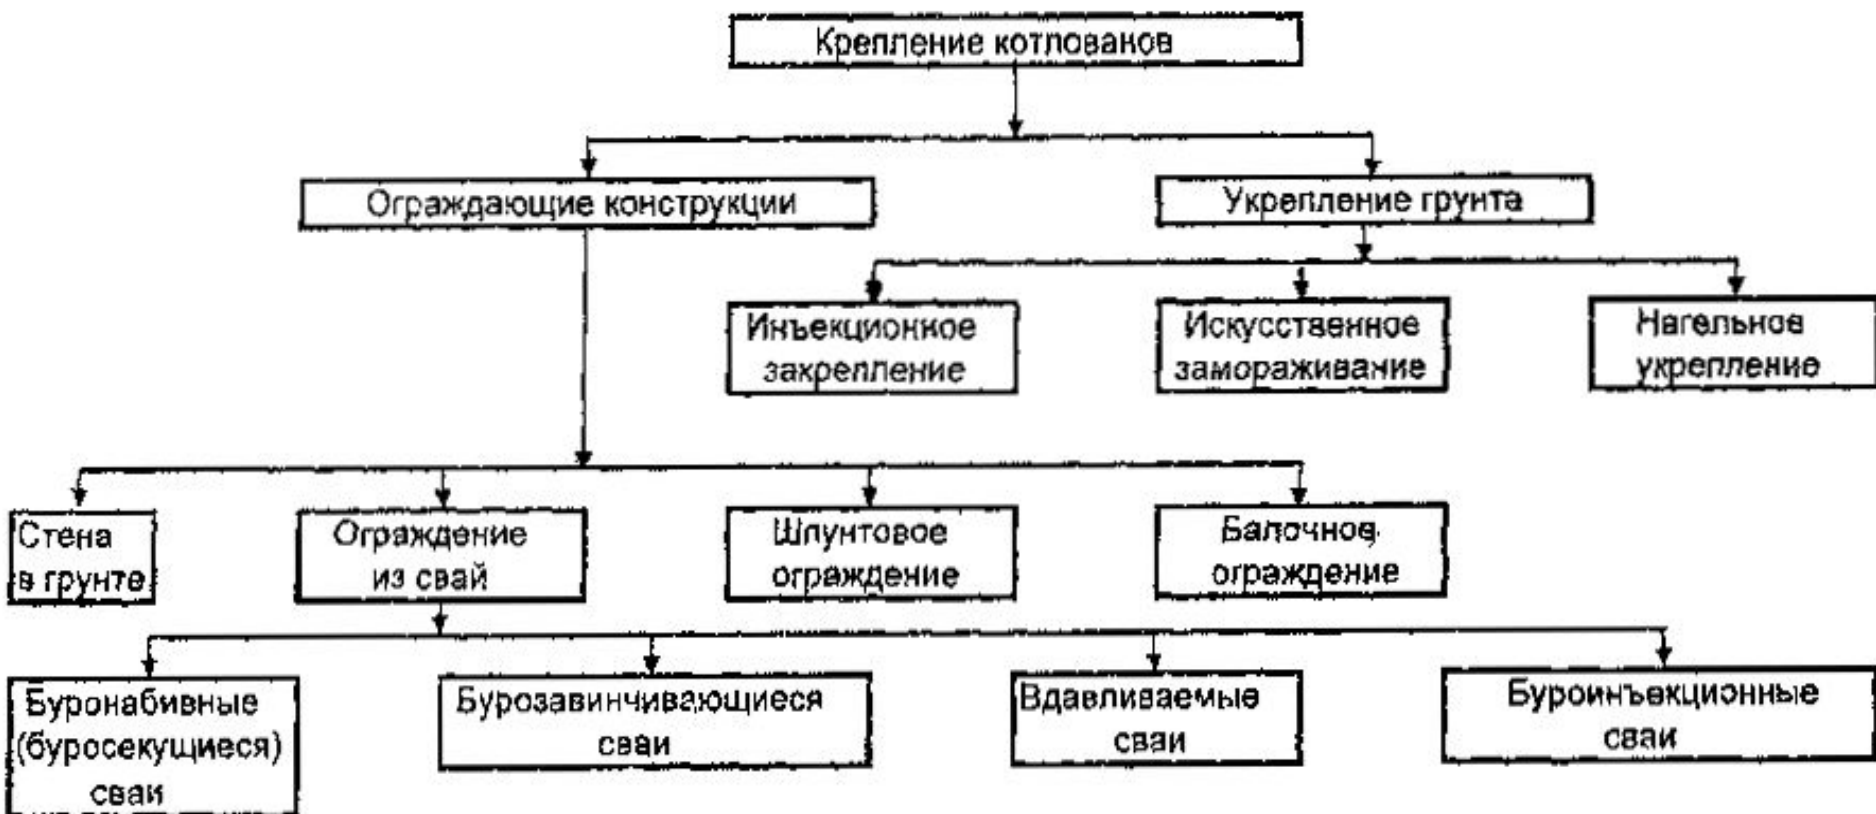 Крепление котлованов
Ограждающие конструкции
Укрепление грунта
Инъекционное
закрепление
Искусственное
замораживание
Нагельное
укрепление
Стена
в грунте
Ограждение
из свай
Шпунтовое
ограждение
Балочное
ограждение
Буронабивные
(буросекущиеся)
сваи
Бурозавинчивающиеся
сваи
Вдавливаемые
сваи
Буроинъекционные
сваи